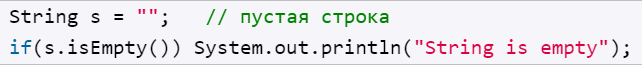 String s = "";   // пустая строка
if(s.isEmpty()) System.out.println("String is empty");